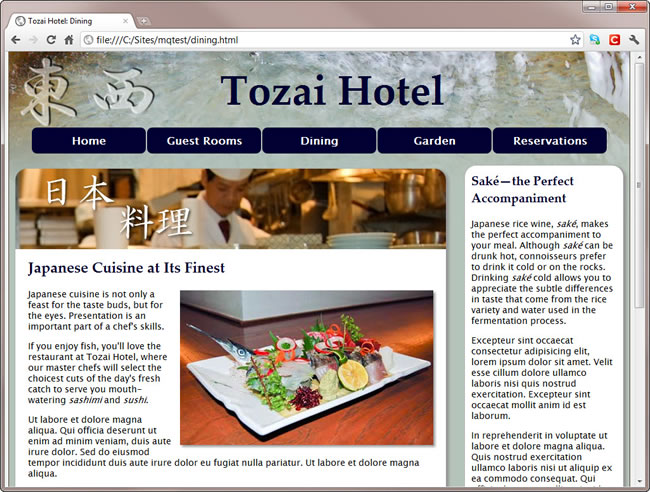 Tozai Hotel: Dining
file:///C:/Sites/mqtest/dining.html
東 西
Tozai Hotel
Home
Guest Rooms
Dining
Garden
Reservations
日本
料理
Japanese Cuisine at Its Finest
Japanese cuisine is not only a
feast for the taste buds, but for
the eyes. Presentation is an
important part of a chef's skills.
If you enjoy fish, you'll love the
restaurant at Tozai Hotel, where
our master chefs will select the
choicest cuts of the day's fresh
catch to serve you mouth-
watering sashimi and sushi.
Ut labore et dolore magna
aliqua. Qui officia deserunt ut
enim ad minim veniam, duis aute
irure dolor. Sed do eiusmod
tempor incididunt duis aute irure dolor eu fugiat nulla pariatur. Ut labore et dolore magna
aliqua.
Saké—the Perfect
Accompaniment
Japanese rice wine, saké, makes
the perfect accompaniment to
your meal. Although saké can be
drunk hot, connoisseurs prefer
to drink it cold or on the rocks.
Drinking saké cold allows you to
appreciate the subtle differences
in taste that come from the rice
variety and water used in the
fermentation process.
Excepteur sint occaecat
consectetur adipisicing elit,
lorem ipsum dolor sit amet. Velit
esse cillum dolore ullamco
laboris nisi quis nostrud
exercitation. Excepteur sint
occaecat mollit anim id est
laborum.
In reprehenderit in voluptate ut
labore et dolore magna aliqua.
Quis nostrud exercitation
ullamco laboris nisi ut aliquip ex
ea commodo consequat. Qui